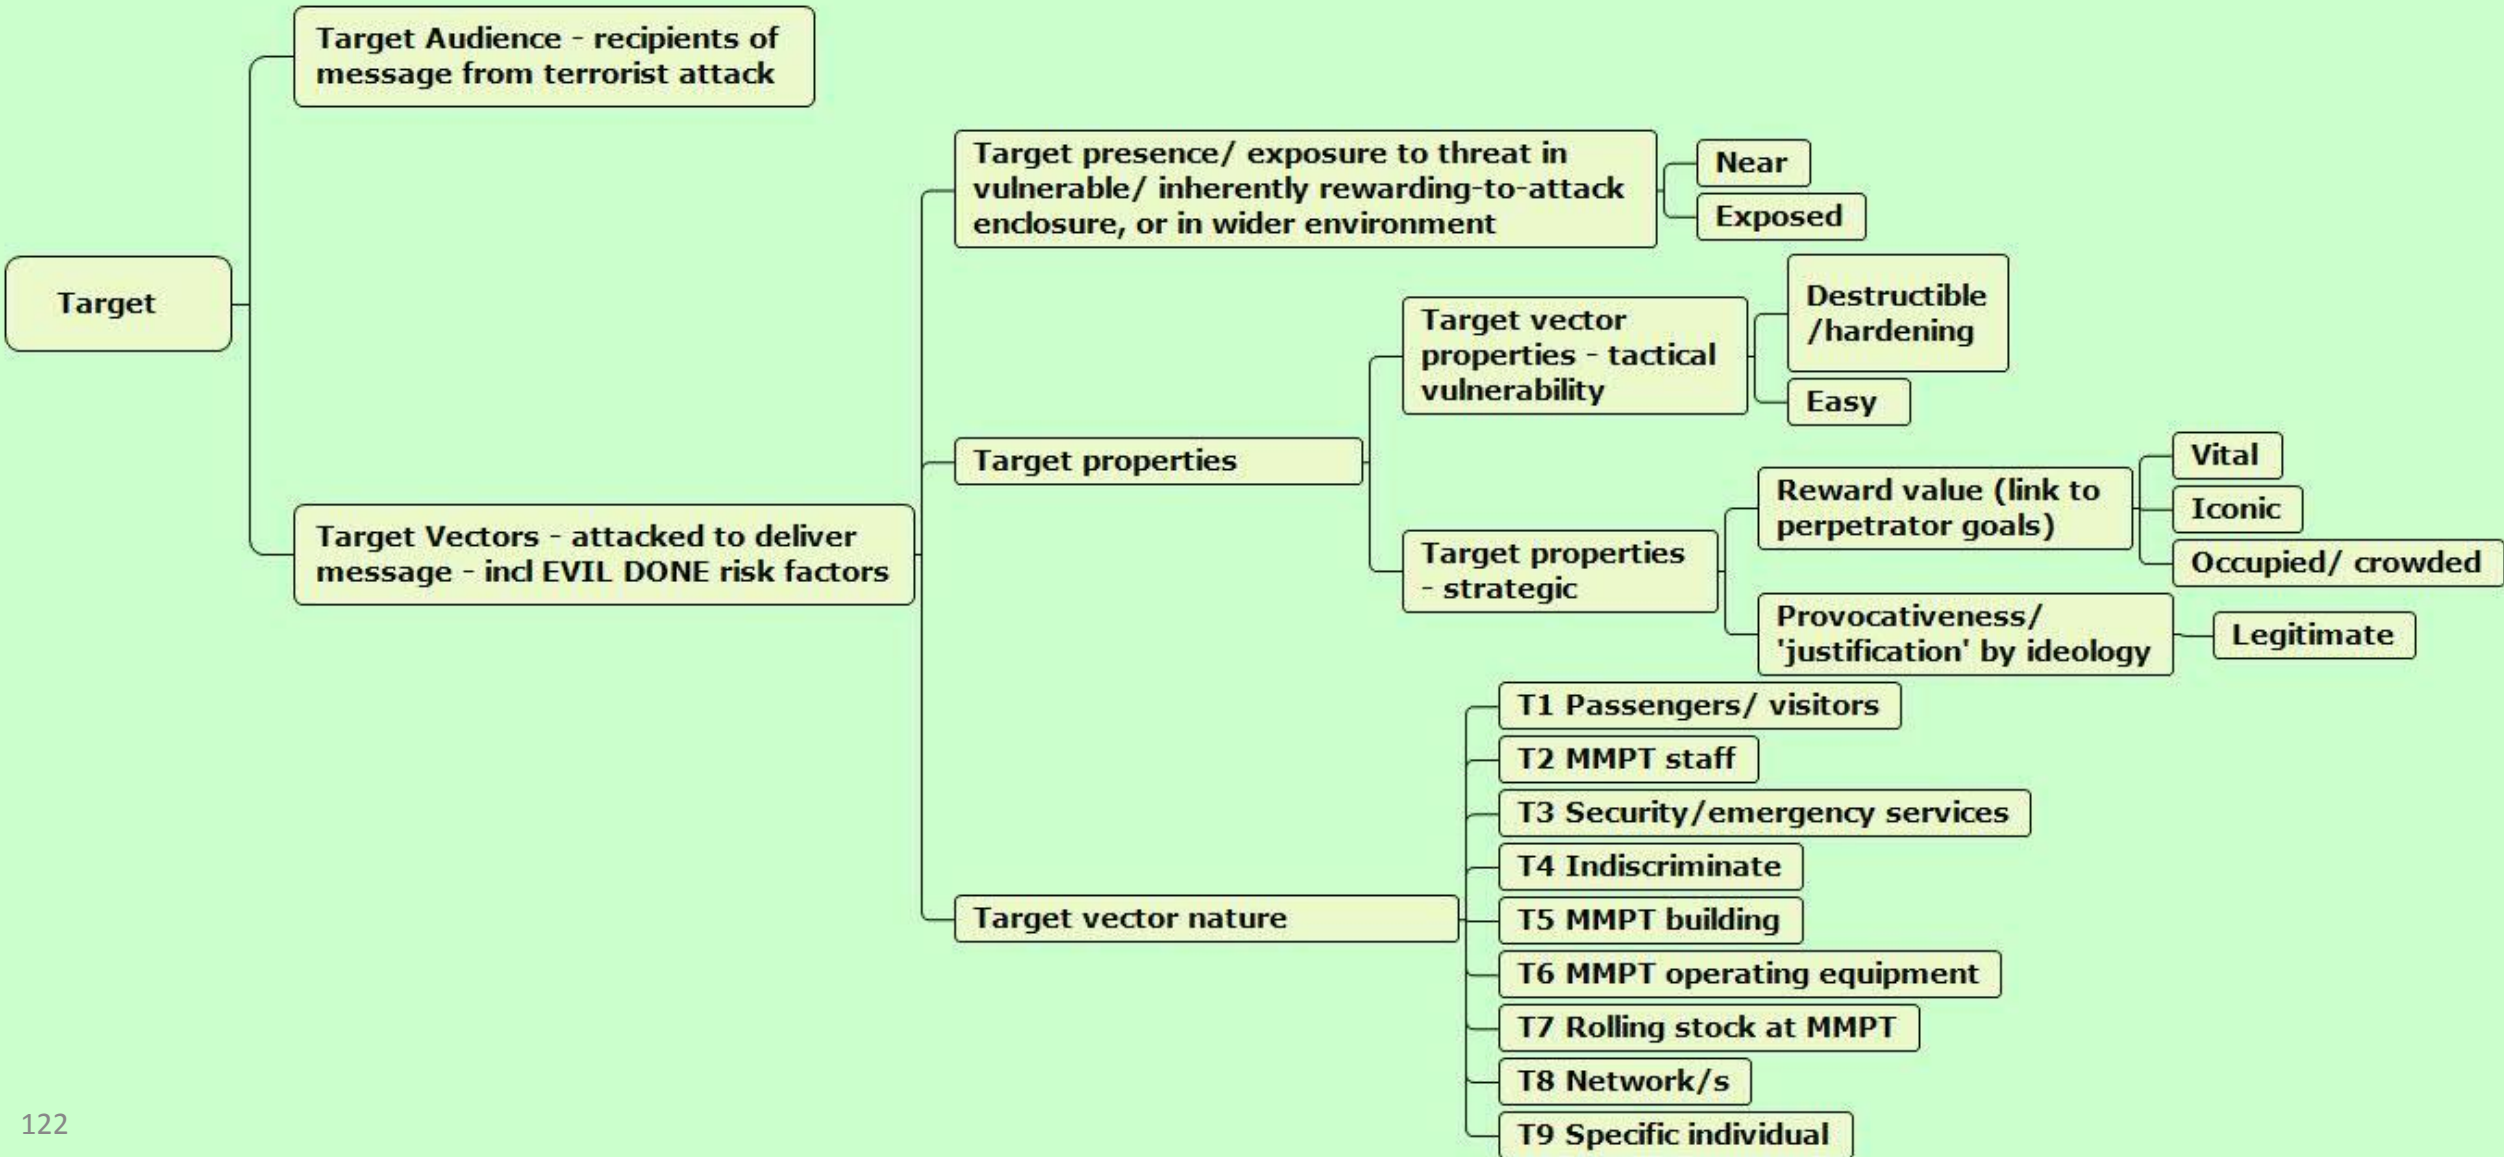 Target Audience - recipients of
message from terrorist attack
Target presence/ exposure to threat in
vulnerable/ inherently rewarding-to-attack
enclosure, or in wider environment
Near
Exposed
Target
Target vector
properties - tactical
vulnerability
Destructible
/hardening
Easy
Target properties
Target Vectors - attacked to deliver
message - incl EVIL DONE risk factors
Target properties
- strategic
Reward value (link to
perpetrator goals)
Vital
Iconic
Occupied/ crowded
Provocativeness/
'justification' by ideology
Legitimate
Target vector nature
T1 Passengers/ visitors
T2 MMPT staff
T3 Security/emergency services
T4 Indiscriminate
T5 MMPT building
T6 MMPT operating equipment
T7 Rolling stock at MMPT
T8 Network/s
T9 Specific individual
122